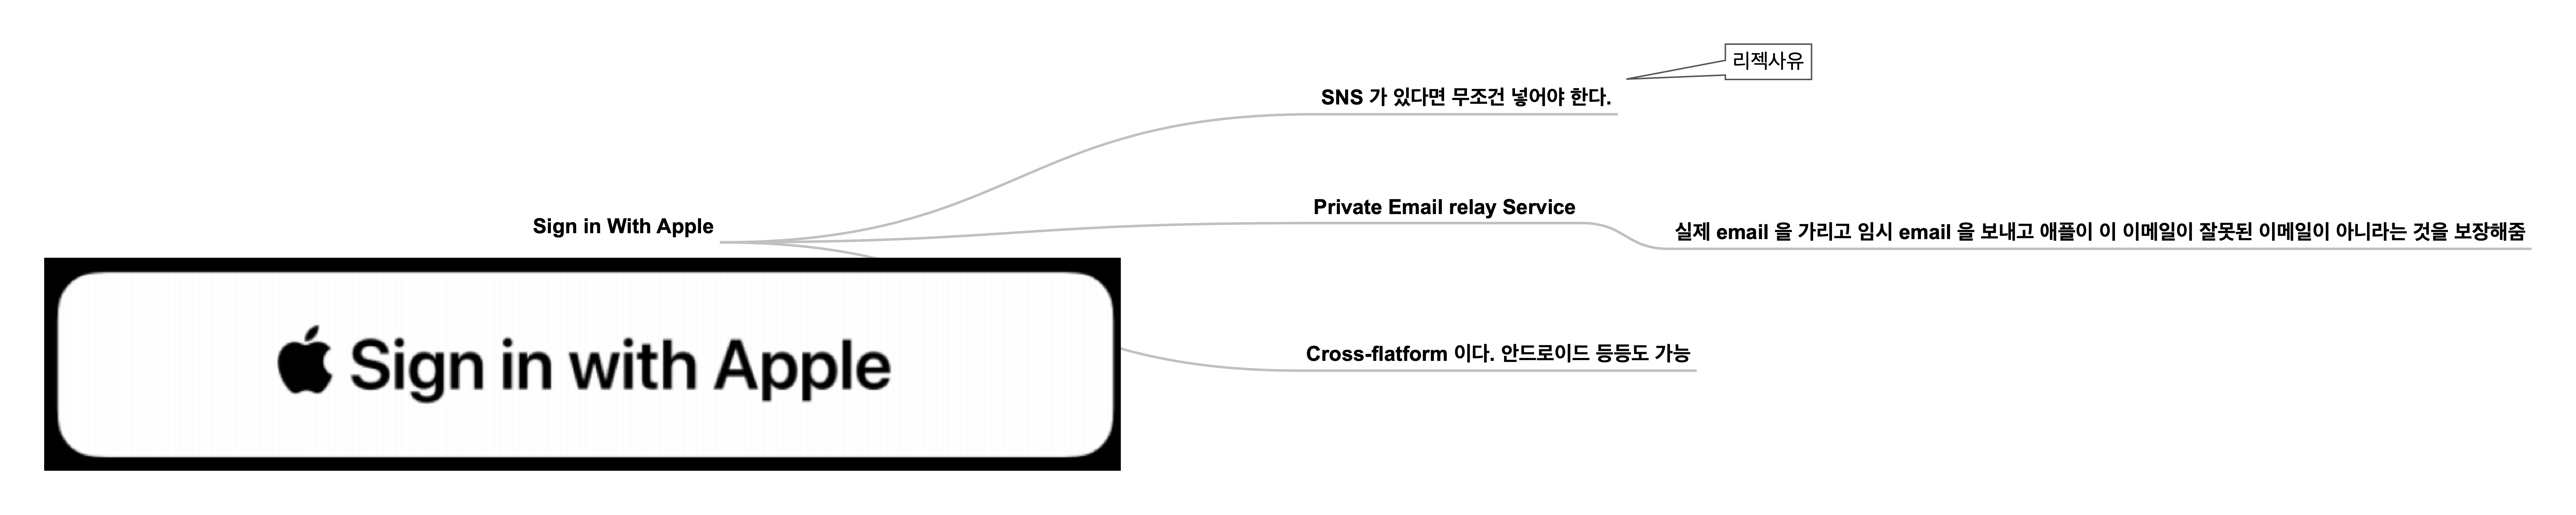 리젝사유
SNS 가 있다면 무조건 넣어야 한다.
Sign in With Apple
Private Email relay Service
실제 email 을 가리고 임시 email 을 보내고 애플이 이 이메일이 잘못된 이메일이 아니라는 것을 보장해줌
Sign in with Apple
Cross-flatform 이다. 안드로이드 등등도 가능